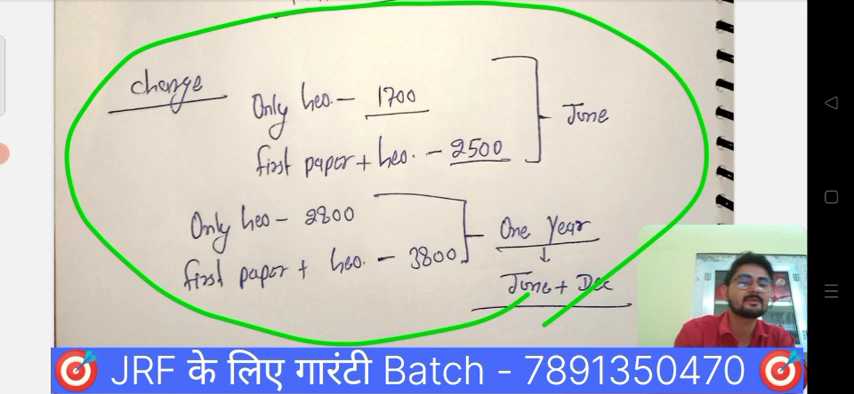 change
Only Geo. - 1700
first paper + Geo. - 2500
June
Only Geo - 2800
first paper + Geo. - 3800
One Year
↓
June + Dec
🎯 JRF के लिए गारंटी Batch - 7891350470 🎯